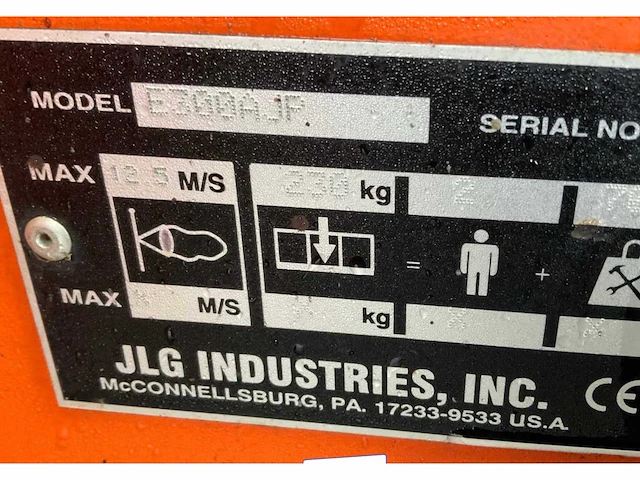 MODEL E300AJP
SERIAL NO
MAX 12 5 M/S 230 kg 2
= +
MAX X M/S X kg X X
JLG INDUSTRIES, INC.
McCONNELLSBURG, PA. 17233-9533 U.S.A.
CE